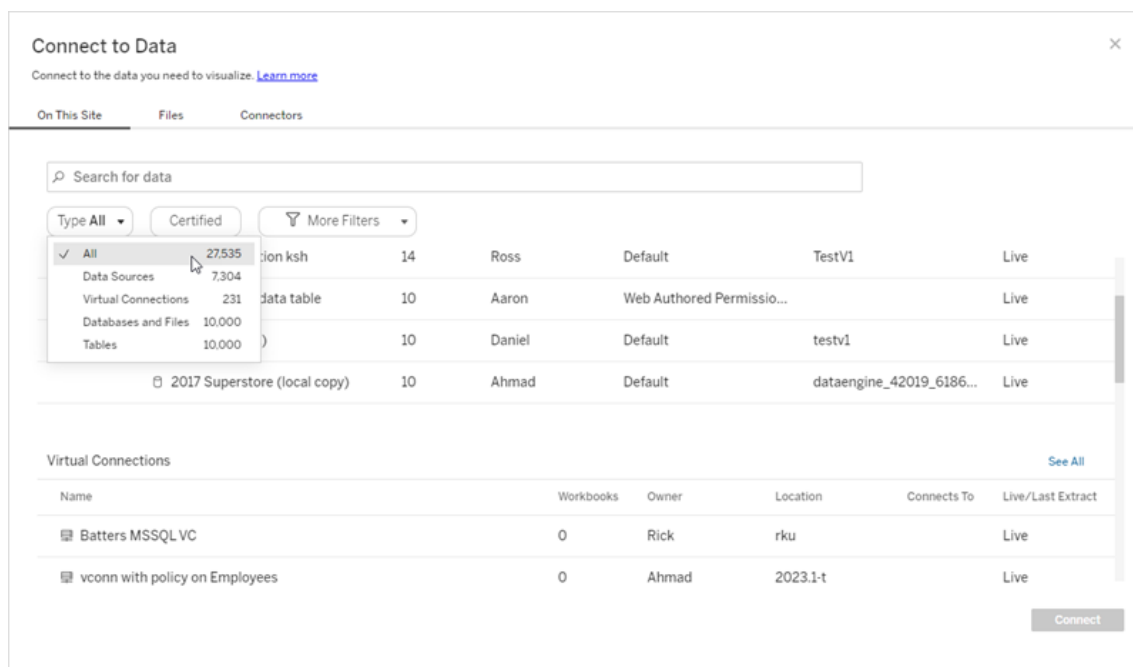 Connect to Data
Connect to the data you need to visualize. Learn more
On This Site Files Connectors
Search for data
Type All Certified More Filters
All 27,535
Data Sources 7,304
Virtual Connections 231
Databases and Files 10,000
Tables 10,000
ksh 14 Ross Default TestV1 Live
data table 10 Aaron Web Authored Permissio... Live
) 10 Daniel Default testv1 Live
2017 Superstore (local copy) 10 Ahmad Default dataengine_42019_6186... Live
Virtual Connections See All
Name Workbooks Owner Location Connects To Live/Last Extract
Batters MSSQL VC 0 Rick rku Live
vconn with policy on Employees 0 Ahmad 2023.1-t Live
Connect